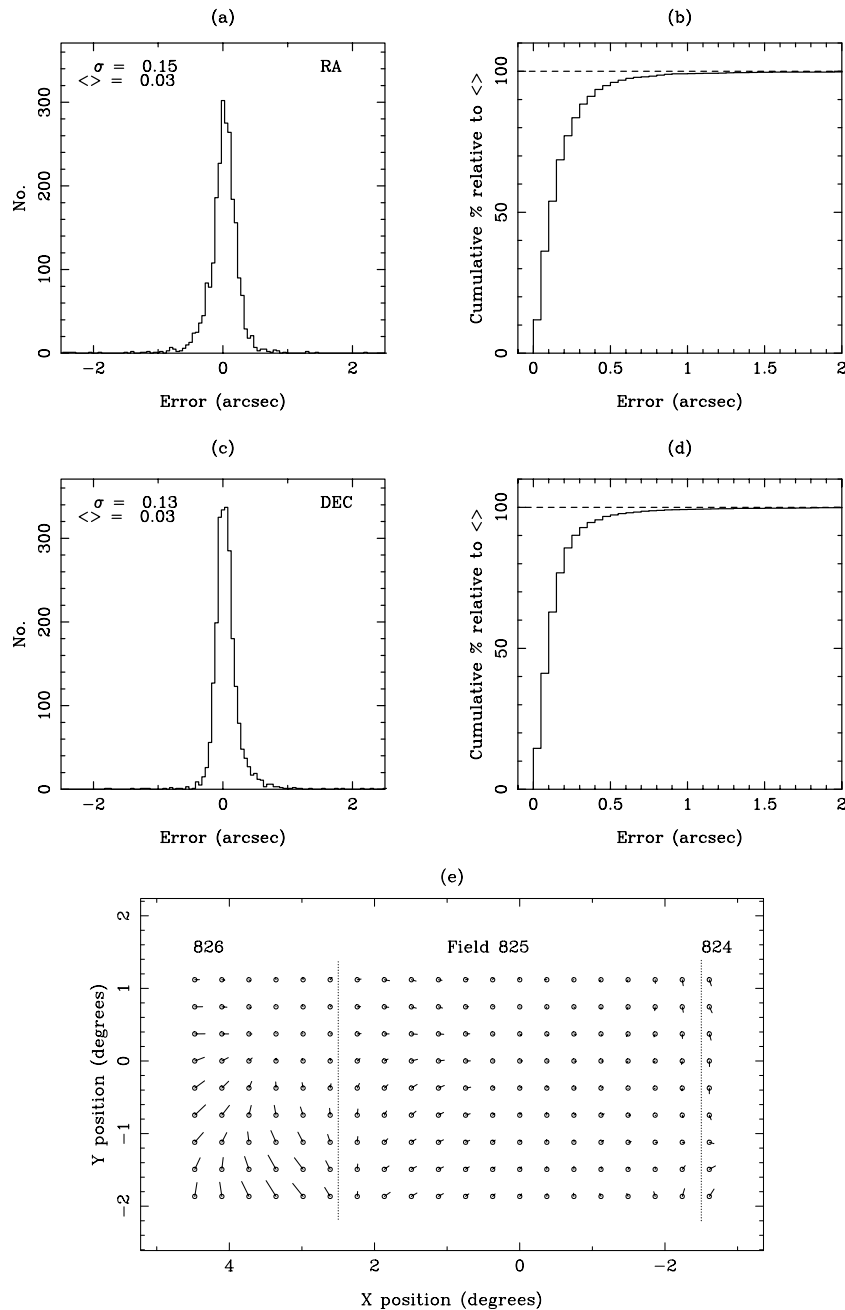 (a)
σ = 0.15
<> = 0.03
RA
300
200
100
0
No.
−2
0
2
Error (arcsec)
(b)
100
50
0
Cumulative % relative to <>
0
0.5
1
1.5
2
Error (arcsec)
(c)
σ = 0.13
<> = 0.03
DEC
300
200
100
0
No.
−2
0
2
Error (arcsec)
(d)
100
50
0
Cumulative % relative to <>
0
0.5
1
1.5
2
Error (arcsec)
(e)
826
Field 825
824
2
1
0
−1
−2
Y position (degrees)
4
2
0
−2
X position (degrees)